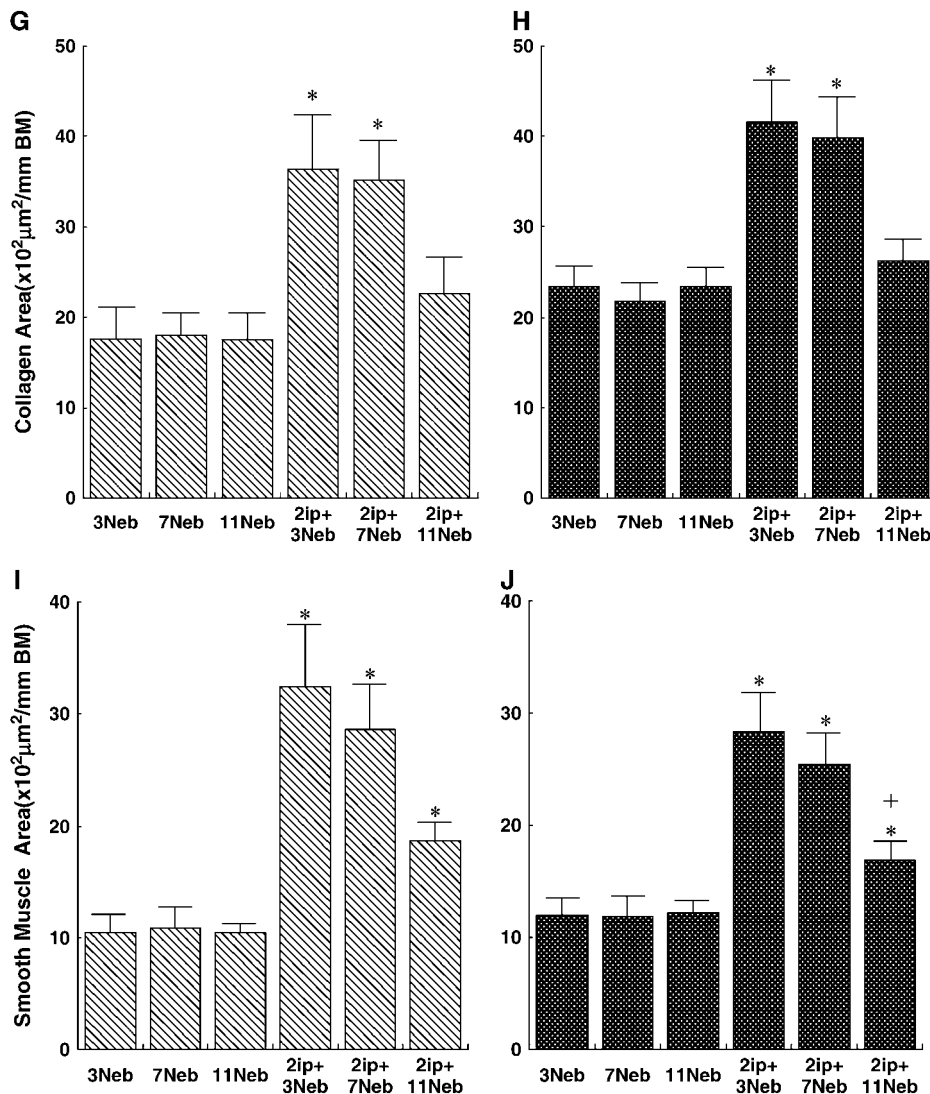 G
H
Collagen Area(x10²μm²/mm BM)
50
40
30
20
10
0
*
*
3Neb
7Neb
11Neb
2ip+
3Neb
2ip+
7Neb
2ip+
11Neb
50
40
30
20
10
0
*
*
3Neb
7Neb
11Neb
2ip+
3Neb
2ip+
7Neb
2ip+
11Neb
I
J
Smooth Muscle Area(x10²μm²/mm BM)
40
30
20
10
0
*
*
*
3Neb
7Neb
11Neb
2ip+
3Neb
2ip+
7Neb
2ip+
11Neb
40
30
20
10
0
*
*
+
*
3Neb
7Neb
11Neb
2ip+
3Neb
2ip+
7Neb
2ip+
11Neb